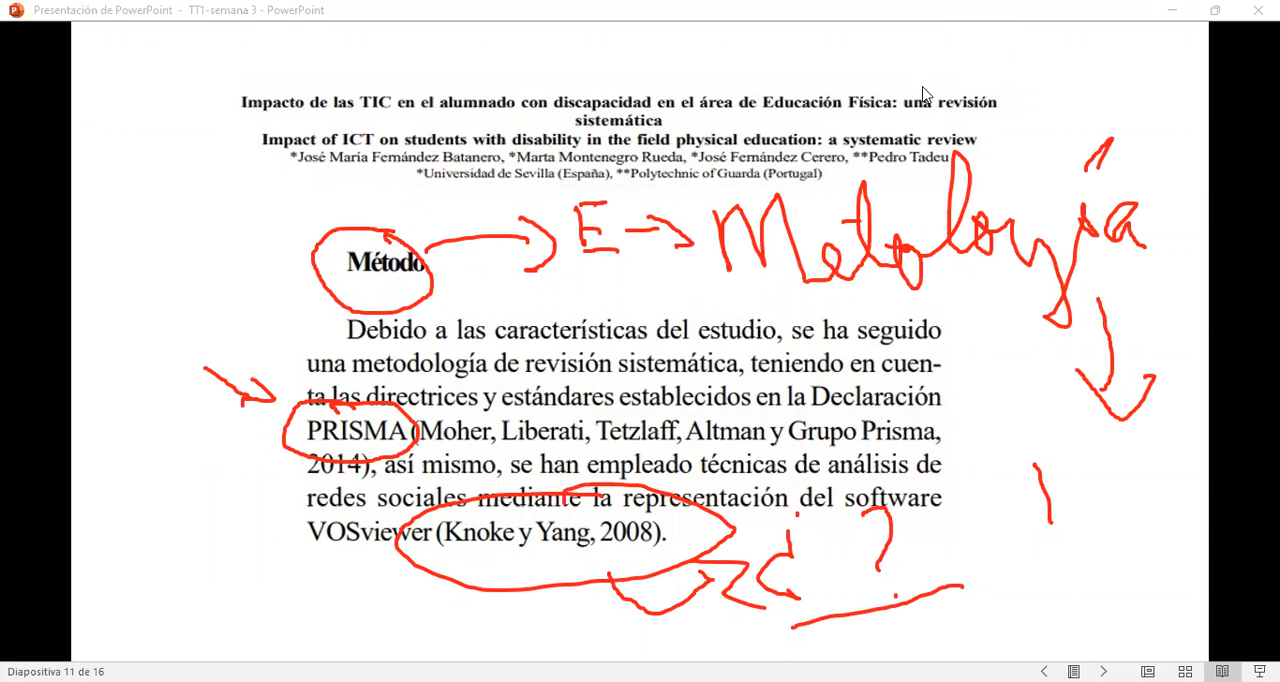 Presentación de PowerPoint - TT1-semana 3 - PowerPoint
Impacto de las TIC en el alumnado con discapacidad en el área de Educación Física: una revisión
sistemática
Impact of ICT on students with disability in the field physical education: a systematic review
*José María Fernández Batanero, *Marta Montenegro Rueda, *José Fernández Cerero, **Pedro Tadeu
*Universidad de Sevilla (España), **Polytechnic of Guarda (Portugal)
Método E → Metología
Debido a las características del estudio, se ha seguido
una metodología de revisión sistemática, teniendo en cuen-
ta las directrices y estándares establecidos en la Declaración
PRISMA (Moher, Liberati, Tetzlaff, Altman y Grupo Prisma,
2014), así mismo, se han empleado técnicas de análisis de
redes sociales mediante la representación del software
VOSviewer (Knoke y Yang, 2008).
¿ ?
Diapositiva 11 de 16